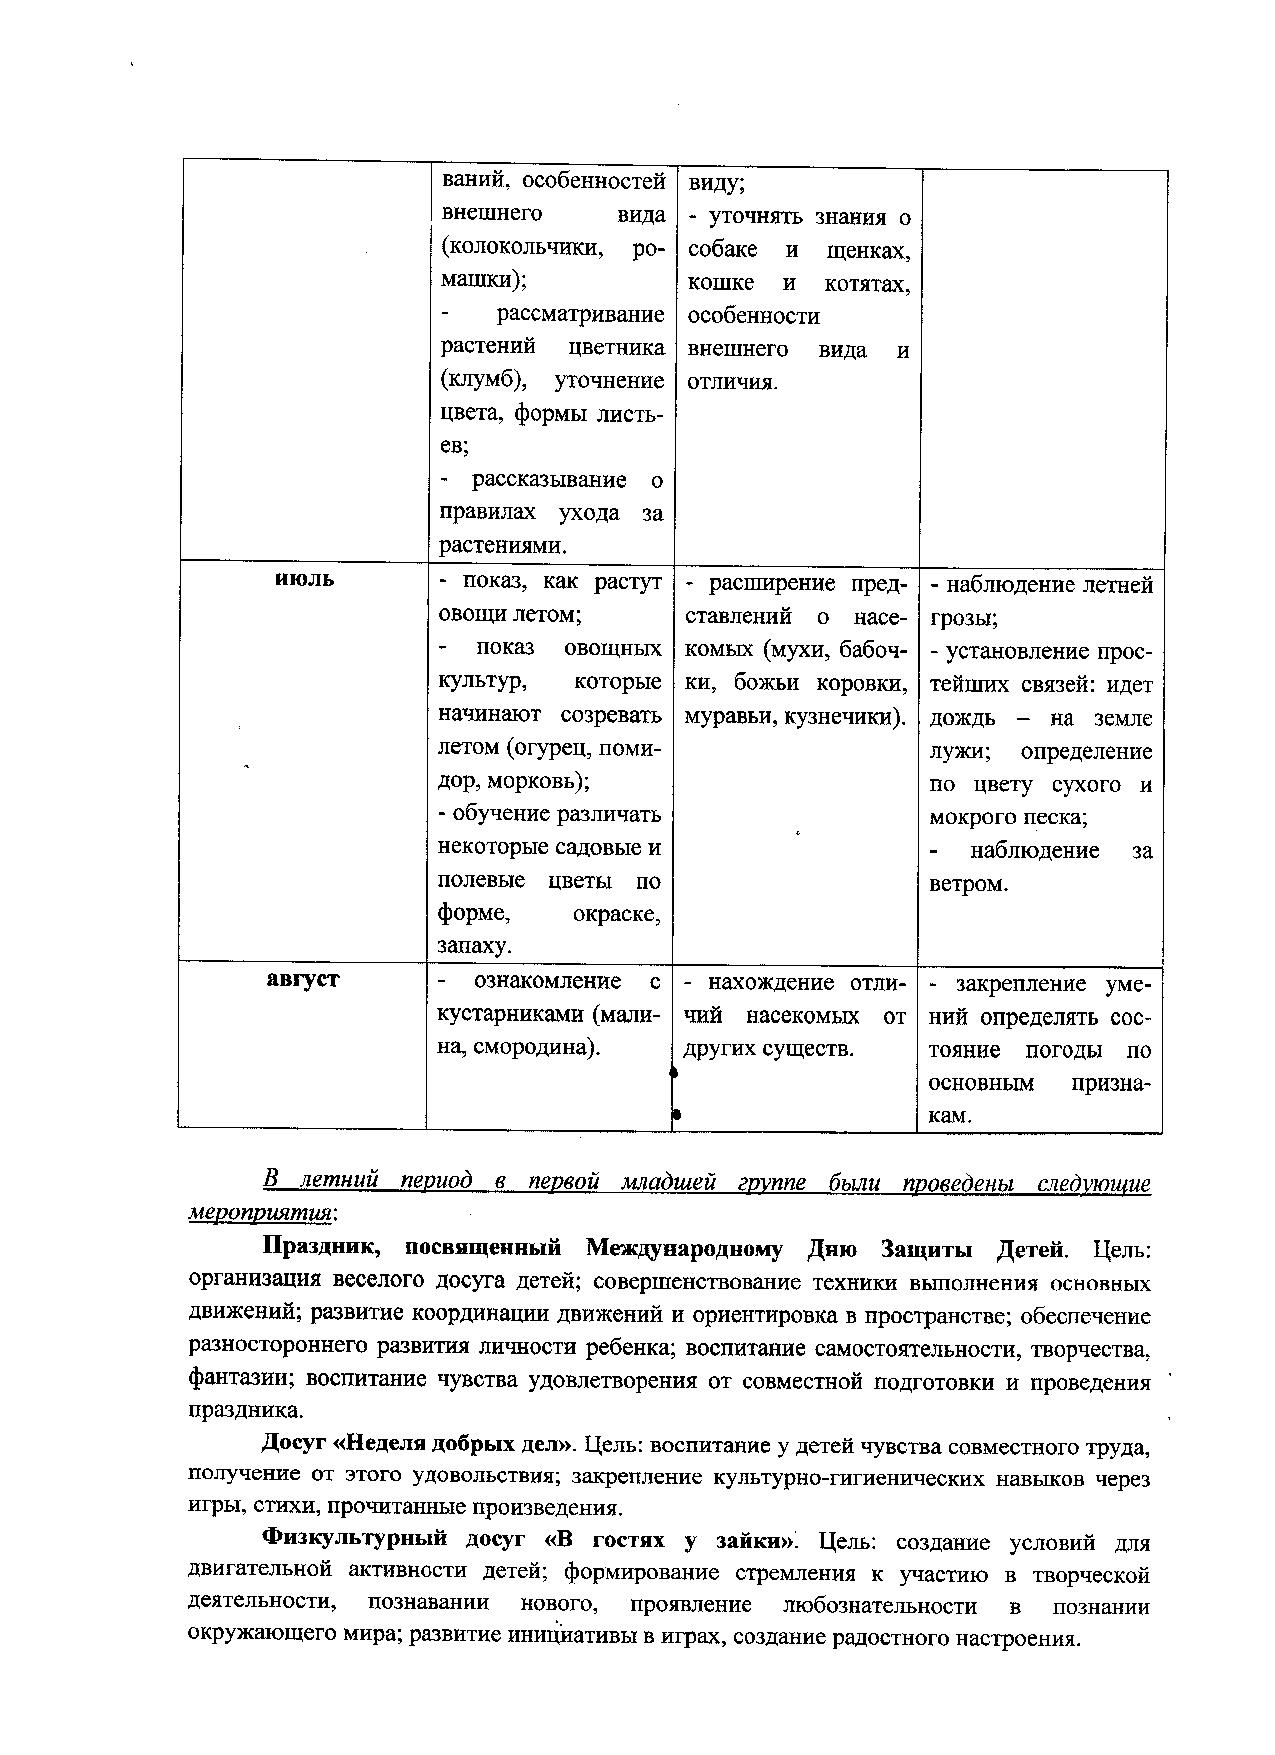 ваний, особенностей
внешнего вида
(колокольчики, ро-
машки);
- рассматривание
растений цветника
(клумб), уточнение
цвета, формы листь-
ев;
- рассказывание о
правилах ухода за
растениями.
виду;
- уточнять знания о
собаке и щенках,
кошке и котятах,
особенности
внешнего вида и
отличия.
июль
- показ, как растут
овощи летом;
- показ овощных
культур, которые
начинают созревать
летом (огурец, поми-
дор, морковь);
- обучение различать
некоторые садовые и
полевые цветы по
форме, окраске,
запаху.
- расширение пред-
ставлений о насе-
комых (мухи, бабоч-
ки, божьи коровки,
муравьи, кузнечики).
- наблюдение летней
грозы;
- установление прос-
тейших связей: идет
дождь – на земле
лужи; определение
по цвету сухого и
мокрого песка;
- наблюдение за
ветром.
август
- ознакомление с
кустарниками (мали-
на, смородина).
- нахождение отли-
чий насекомых от
других существ.
- закрепление уме-
ний определять сос-
тояние погоды по
основным призна-
кам.
В летний период в первой младшей группе были проведены следующие
мероприятия:
Праздник, посвященный Международному Дню Защиты Детей. Цель:
организация веселого досуга детей; совершенствование техники выполнения основных
движений; развитие координации движений и ориентировка в пространстве; обеспечение
разностороннего развития личности ребенка; воспитание самостоятельности, творчества,
фантазии; воспитание чувства удовлетворения от совместной подготовки и проведения
праздника.
Досуг «Неделя добрых дел». Цель: воспитание у детей чувства совместного труда,
получение от этого удовольствия; закрепление культурно-гигиенических навыков через
игры, стихи, прочитанные произведения.
Физкультурный досуг «В гостях у зайки». Цель: создание условий для
двигательной активности детей; формирование стремления к участию в творческой
деятельности, познавании нового, проявление любознательности в познании
окружающего мира; развитие инициативы в играх, создание радостного настроения.